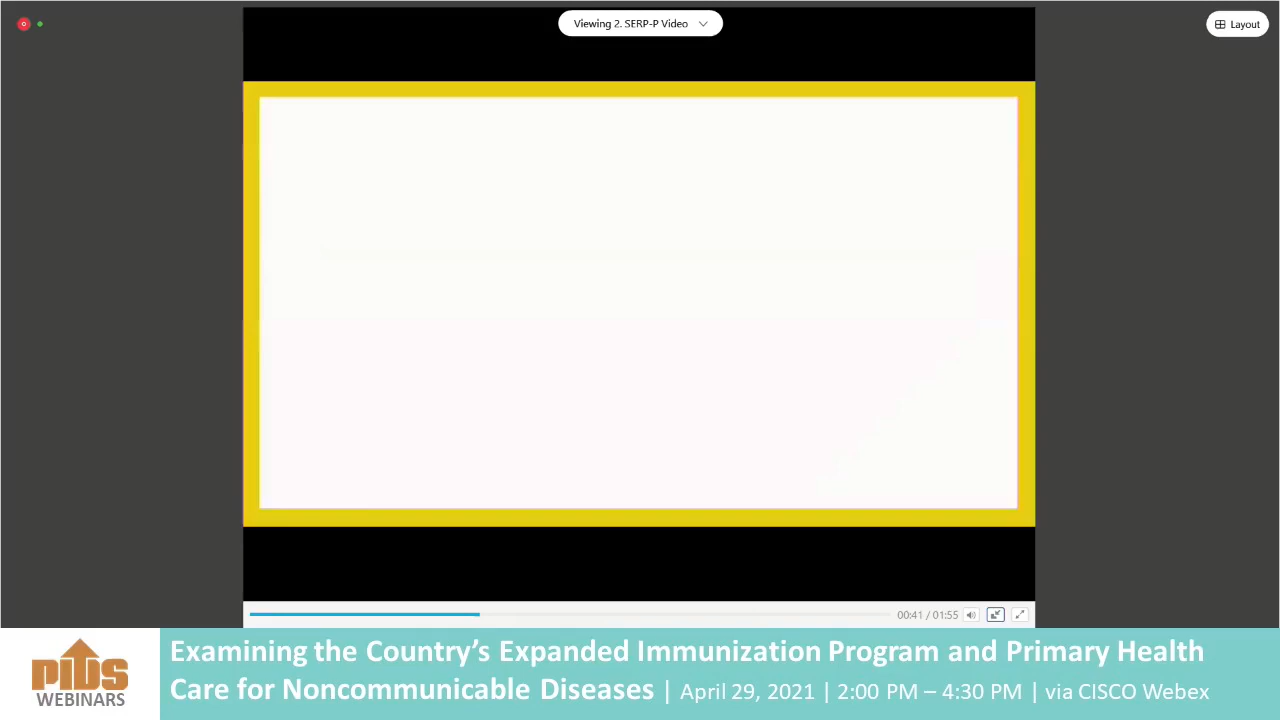 Viewing 2. SERP-P Video
Layout
00:41 / 01:55
Examining the Country's Expanded Immunization Program and Primary Health
Care for Noncommunicable Diseases | April 29, 2021 | 2:00 PM – 4:30 PM | via CISCO Webex
PIDS
WEBINARS